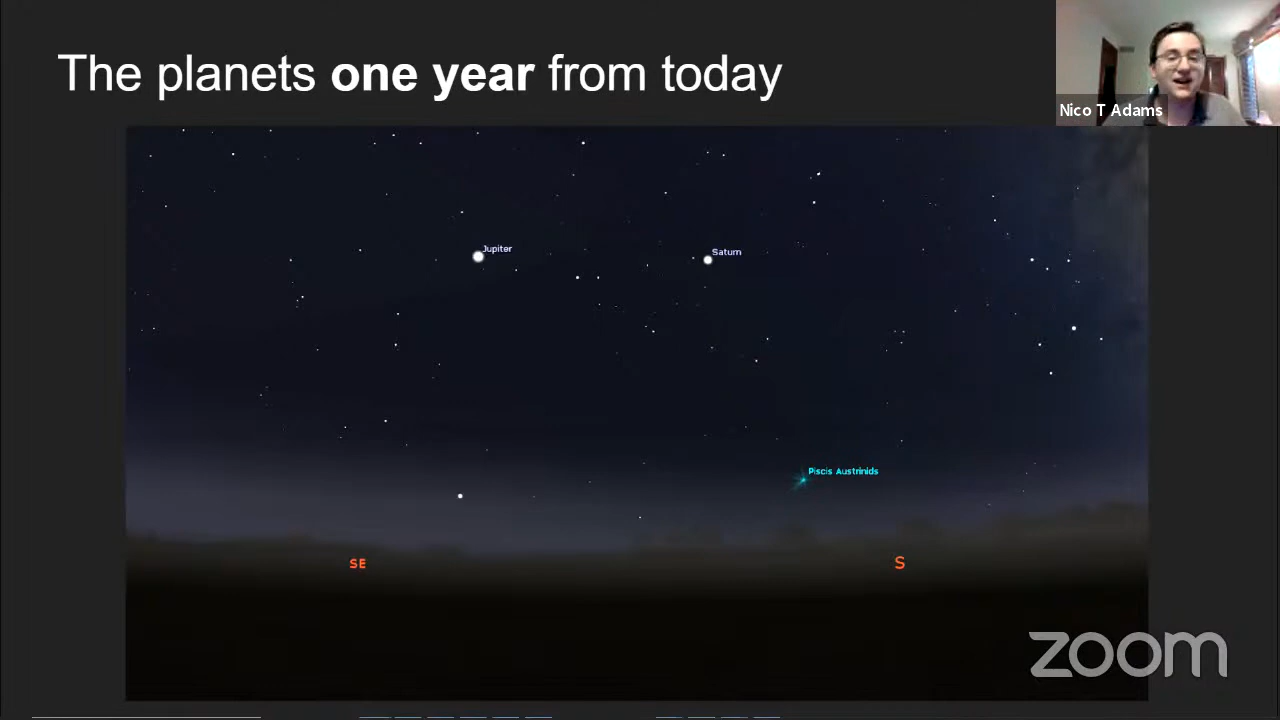 The planets one year from today
Nico T Adams
Jupiter
Saturn
Piscis Austrinids
SE
S
zoom